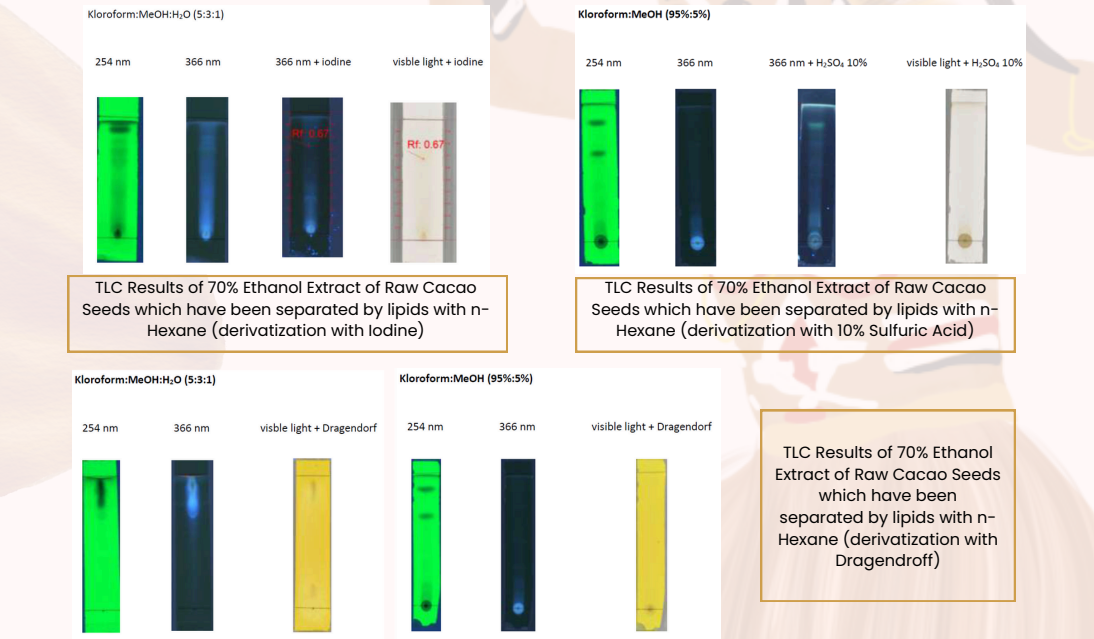 Kloroform:MeOH:H₂O (5:3:1)
254 nm
366 nm
366 nm + iodine
visble light + iodine
Rf: 0.67
Rf: 0.67
TLC Results of 70% Ethanol Extract of Raw Cacao
Seeds which have been separated by lipids with n-
Hexane (derivatization with Iodine)
Kloroform:MeOH (95%:5%)
254 nm
366 nm
366 nm + H₂SO₄ 10%
visible light + H₂SO₄ 10%
TLC Results of 70% Ethanol Extract of Raw Cacao
Seeds which have been separated by lipids with n-
Hexane (derivatization with 10% Sulfuric Acid)
Kloroform:MeOH:H₂O (5:3:1)
254 nm
366 nm
visble light + Dragendorf
Kloroform:MeOH (95%:5%)
254 nm
366 nm
visible light + Dragendorf
TLC Results of 70% Ethanol
Extract of Raw Cacao Seeds
which have been
separated by lipids with n-
Hexane (derivatization with
Dragendroff)